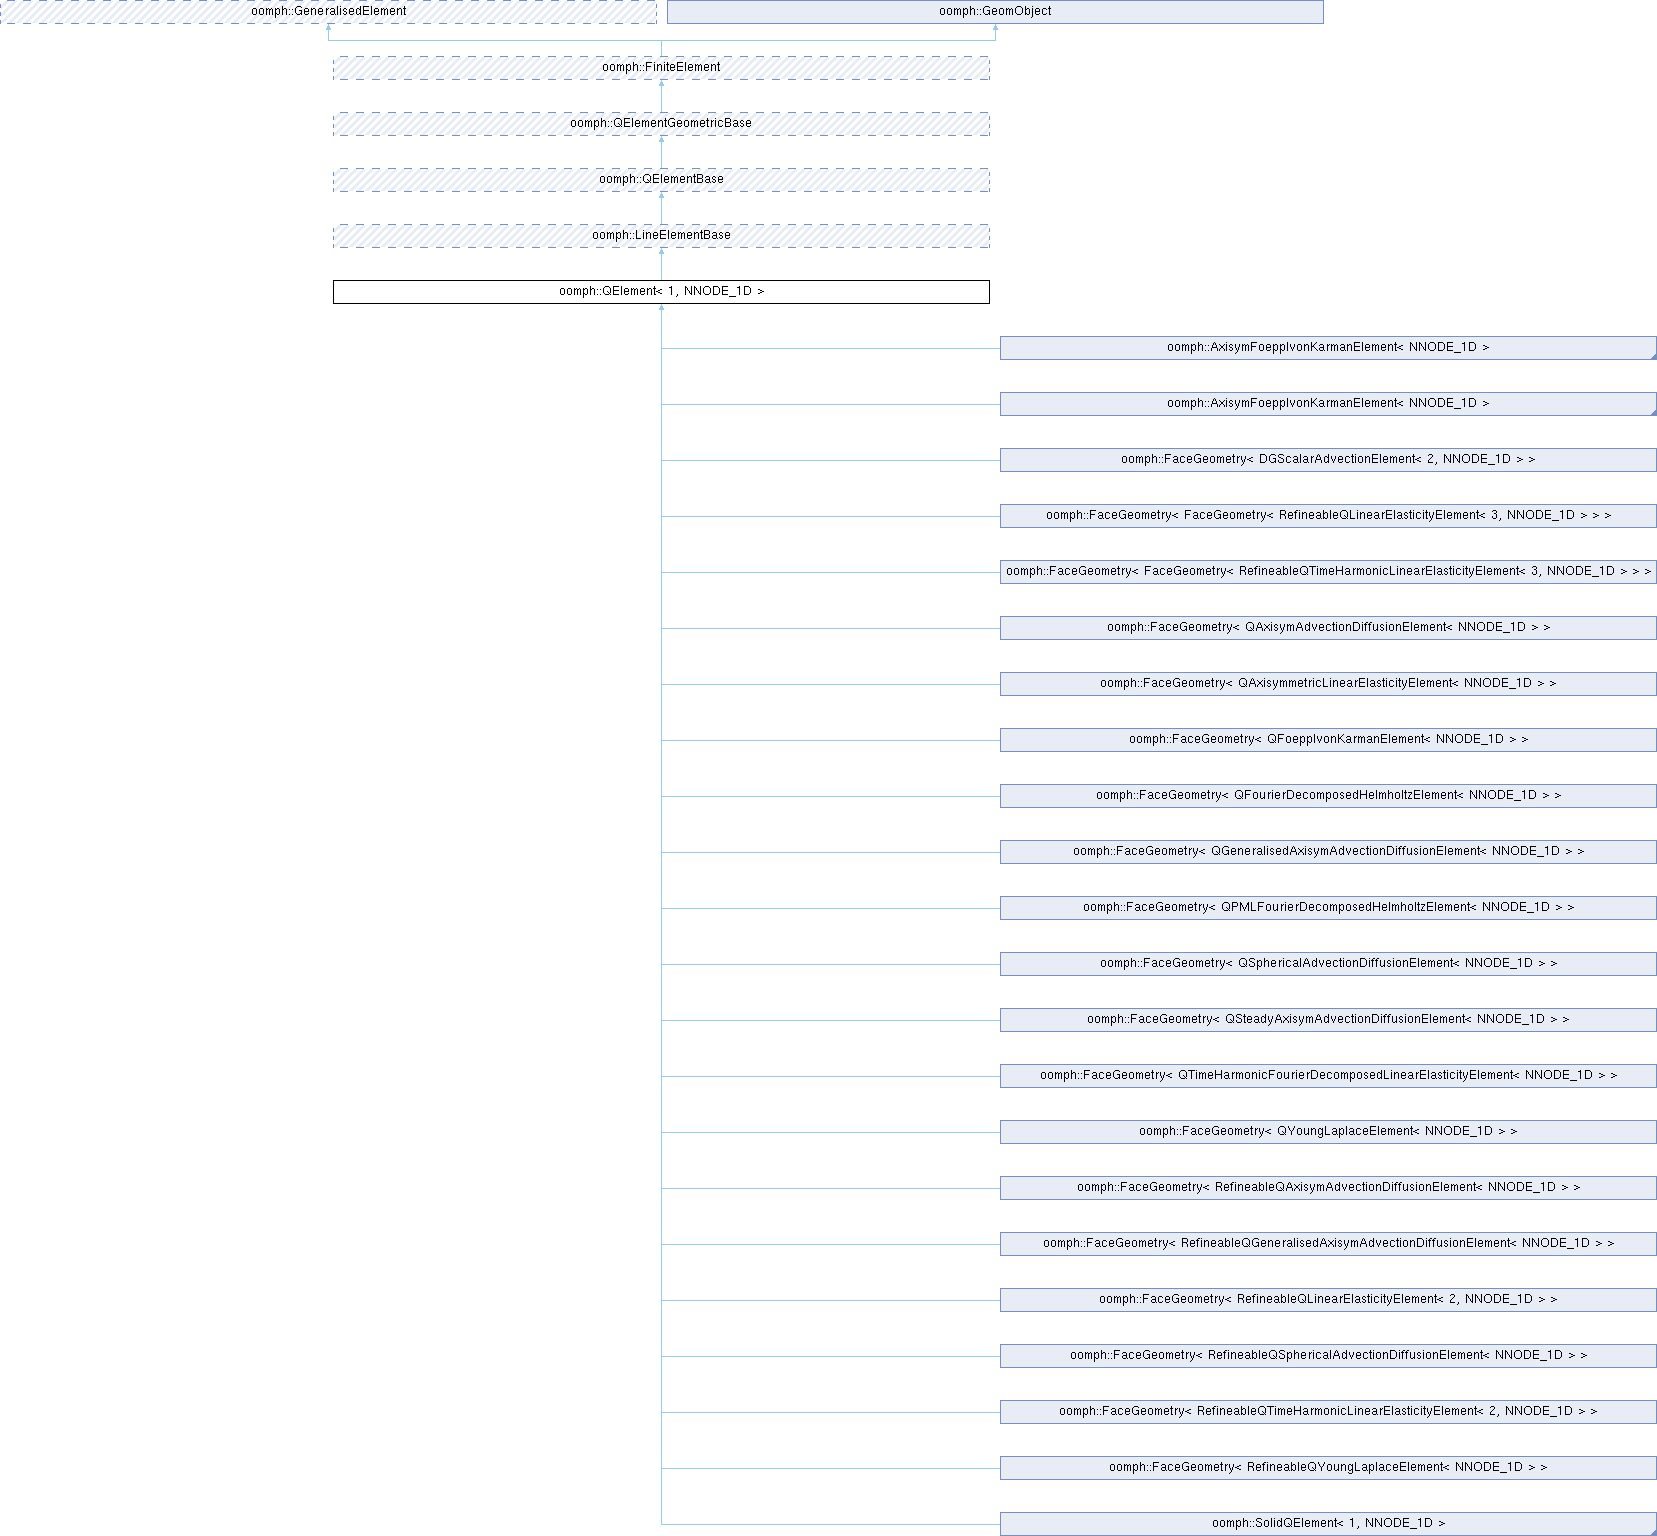 oomph::GeneralisedElement
oomph::GeomObject
oomph::FiniteElement
oomph::QElementGeometricBase
oomph::QElementBase
oomph::LineElementBase
oomph::QElement< 1, NNODE_1D >
oomph::AxisymFoepplvonKarmanElement< NNODE_1D >
oomph::AxisymFoepplvonKarmanElement< NNODE_1D >
oomph::FaceGeometry< DGScalarAdvectionElement< 2, NNODE_1D > >
oomph::FaceGeometry< FaceGeometry< RefineableQLinearElasticityElement< 3, NNODE_1D > > >
oomph::FaceGeometry< FaceGeometry< RefineableQTimeHarmonicLinearElasticityElement< 3, NNODE_1D > > >
oomph::FaceGeometry< QAxisymAdvectionDiffusionElement< NNODE_1D > >
oomph::FaceGeometry< QAxisymmetricLinearElasticityElement< NNODE_1D > >
oomph::FaceGeometry< QFoepplvonKarmanElement< NNODE_1D > >
oomph::FaceGeometry< QFourierDecomposedHelmholtzElement< NNODE_1D > >
oomph::FaceGeometry< QGeneralisedAxisymAdvectionDiffusionElement< NNODE_1D > >
oomph::FaceGeometry< QPMLFourierDecomposedHelmholtzElement< NNODE_1D > >
oomph::FaceGeometry< QSphericalAdvectionDiffusionElement< NNODE_1D > >
oomph::FaceGeometry< QSteadyAxisymAdvectionDiffusionElement< NNODE_1D > >
oomph::FaceGeometry< QTimeHarmonicFourierDecomposedLinearElasticityElement< NNODE_1D > >
oomph::FaceGeometry< QYoungLaplaceElement< NNODE_1D > >
oomph::FaceGeometry< RefineableQAxisymAdvectionDiffusionElement< NNODE_1D > >
oomph::FaceGeometry< RefineableQGeneralisedAxisymAdvectionDiffusionElement< NNODE_1D > >
oomph::FaceGeometry< RefineableQLinearElasticityElement< 2, NNODE_1D > >
oomph::FaceGeometry< RefineableQSphericalAdvectionDiffusionElement< NNODE_1D > >
oomph::FaceGeometry< RefineableQTimeHarmonicLinearElasticityElement< 2, NNODE_1D > >
oomph::FaceGeometry< RefineableQYoungLaplaceElement< NNODE_1D > >
oomph::SolidQElement< 1, NNODE_1D >